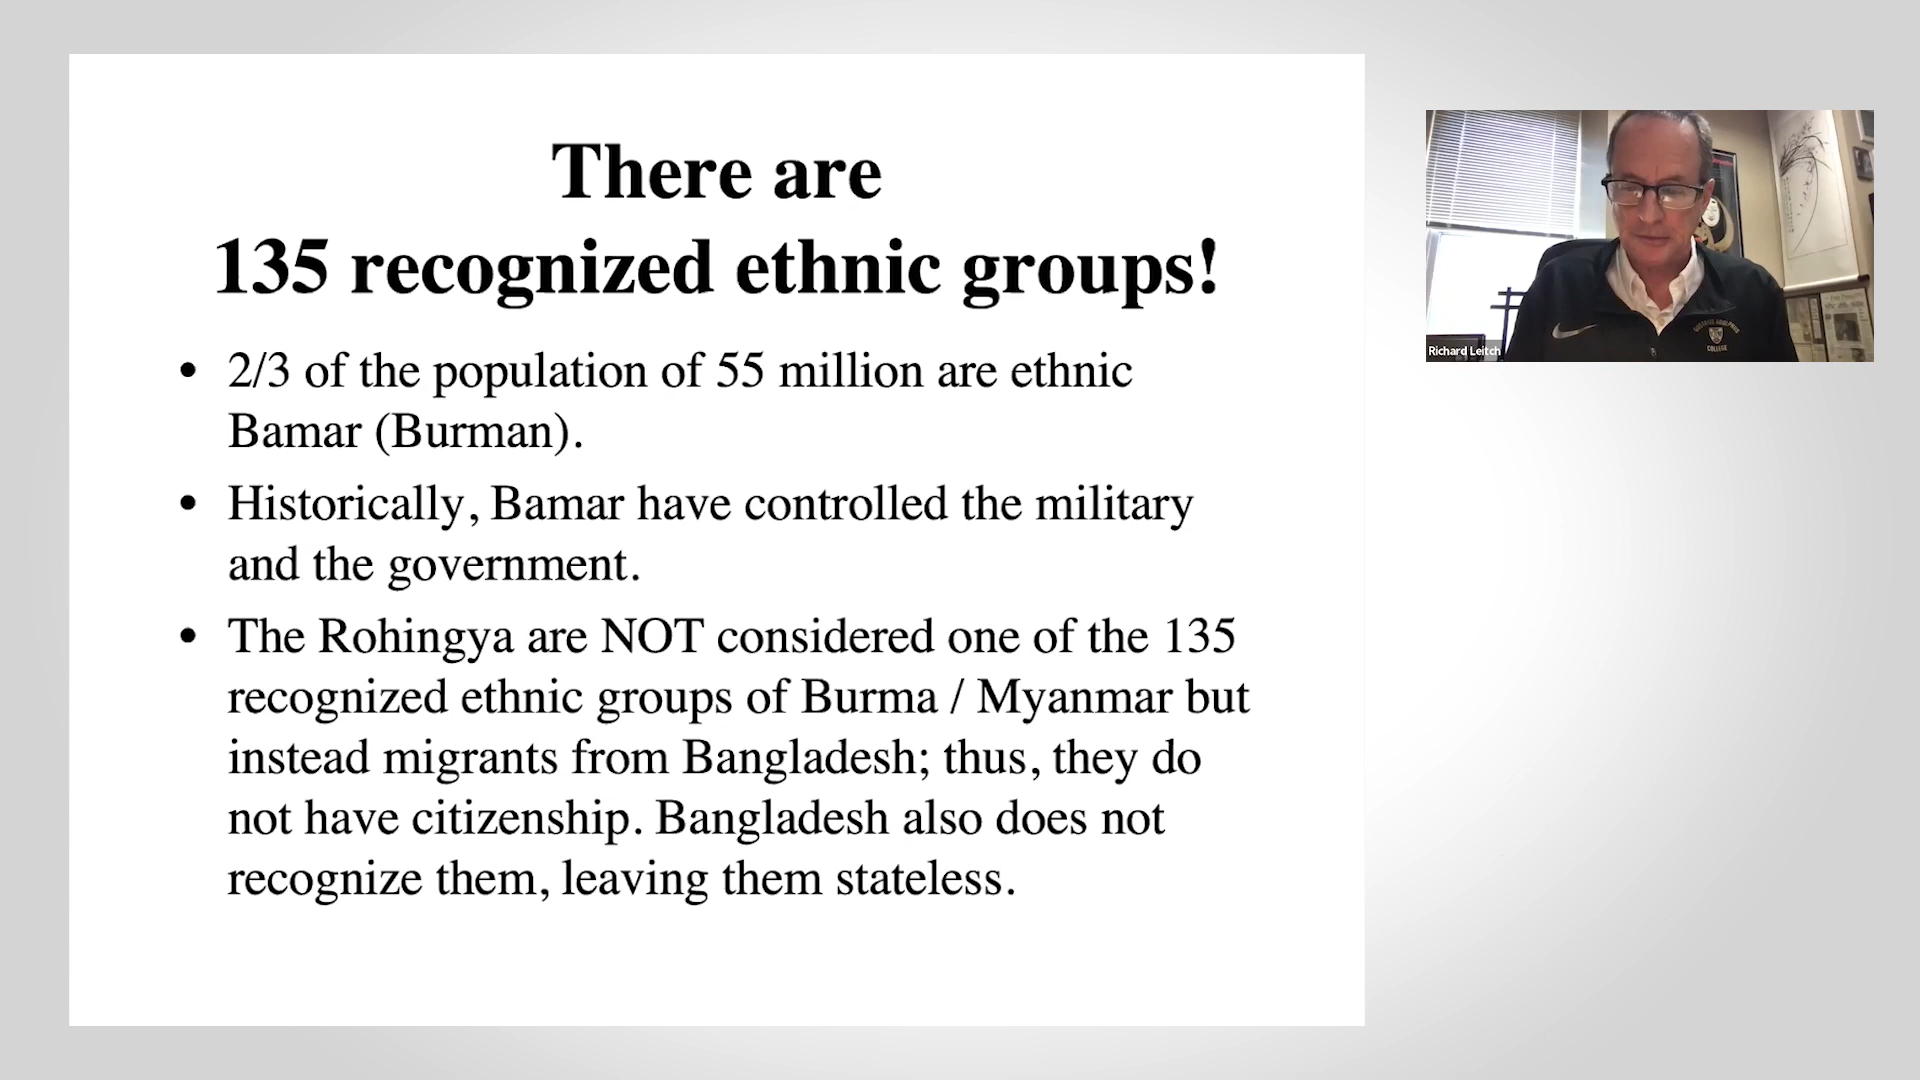 There are
135 recognized ethnic groups!
• 2/3 of the population of 55 million are ethnic
Bamar (Burman).
• Historically, Bamar have controlled the military
and the government.
• The Rohingya are NOT considered one of the 135
recognized ethnic groups of Burma / Myanmar but
instead migrants from Bangladesh; thus, they do
not have citizenship. Bangladesh also does not
recognize them, leaving them stateless.
GUSTAVUS ADOLPHUS
COLLEGE
Richard Leitch